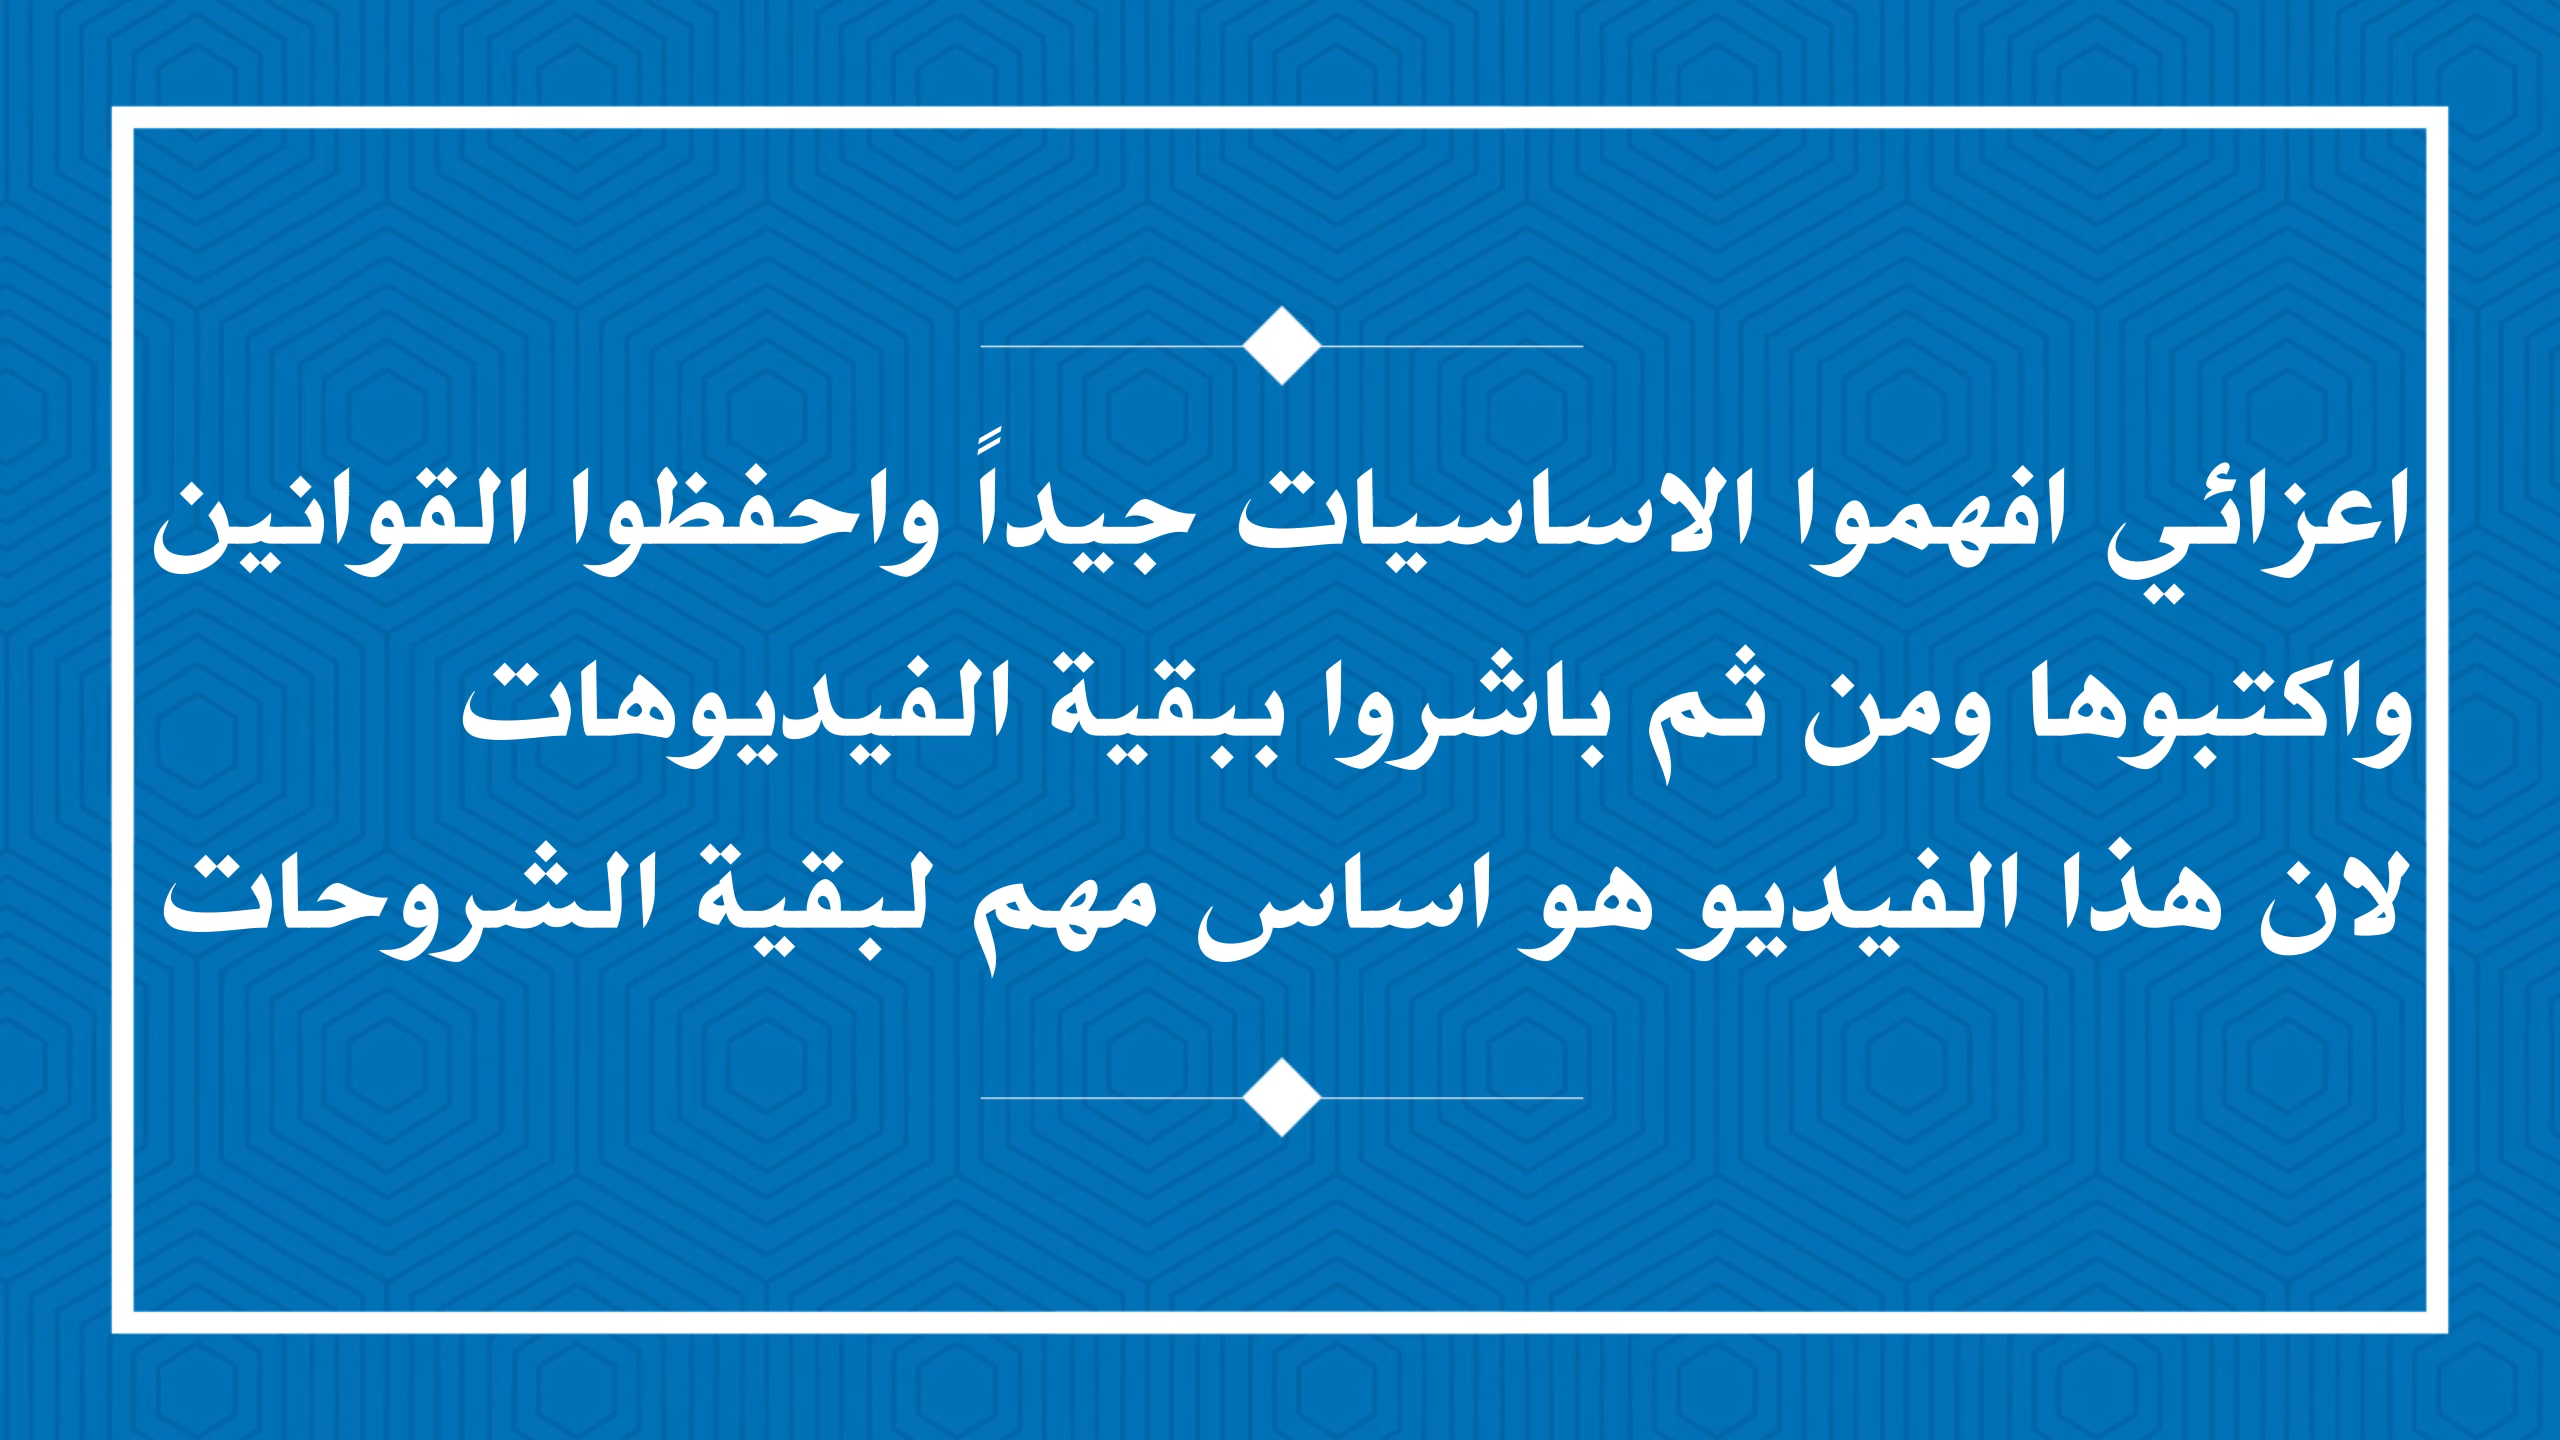 اعزائي افهموا الاساسيات جيداً واحفظوا القوانين
واكتبوها ومن ثم باشروا ببقية الفيديوهات
لان هذا الفيديو هو اساس مهم لبقية الشروحات